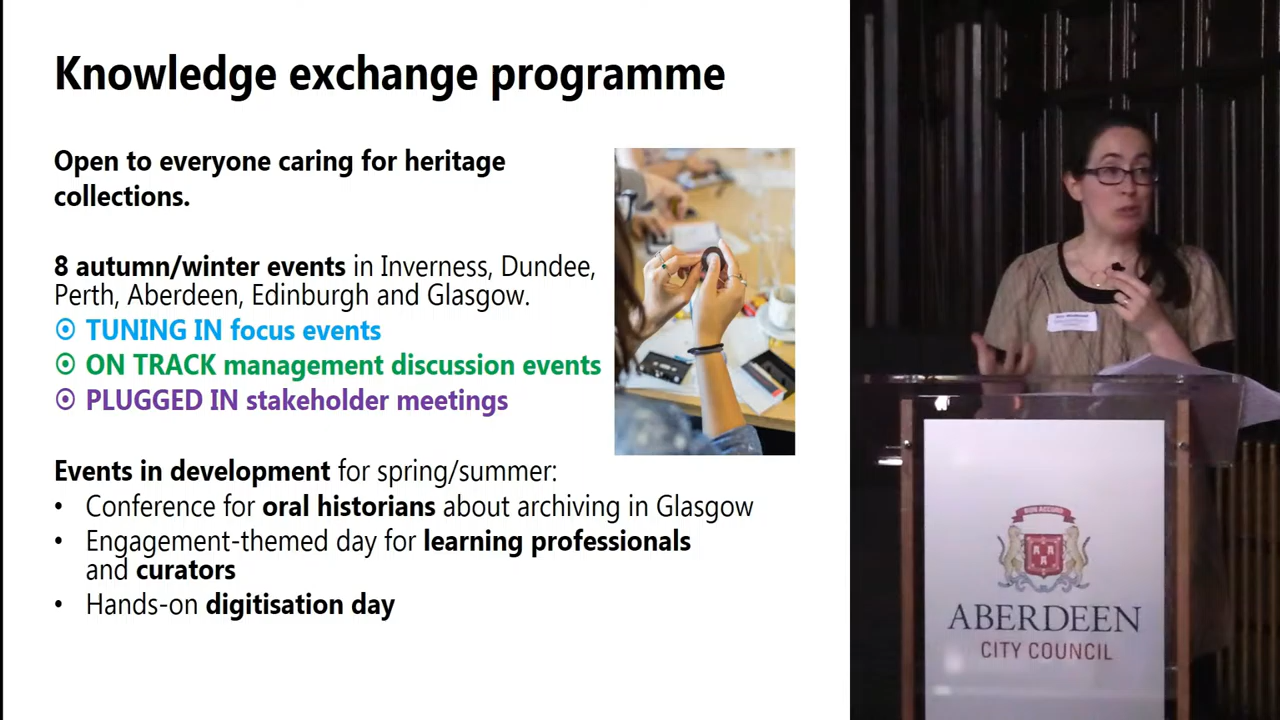 Knowledge exchange programme
Open to everyone caring for heritage
collections.
8 autumn/winter events in Inverness, Dundee,
Perth, Aberdeen, Edinburgh and Glasgow.
TUNING IN focus events
ON TRACK management discussion events
PLUGGED IN stakeholder meetings
Events in development for spring/summer:
• Conference for oral historians about archiving in Glasgow
• Engagement-themed day for learning professionals
and curators
• Hands-on digitisation day
BON ACCORD
ABERDEEN
CITY COUNCIL